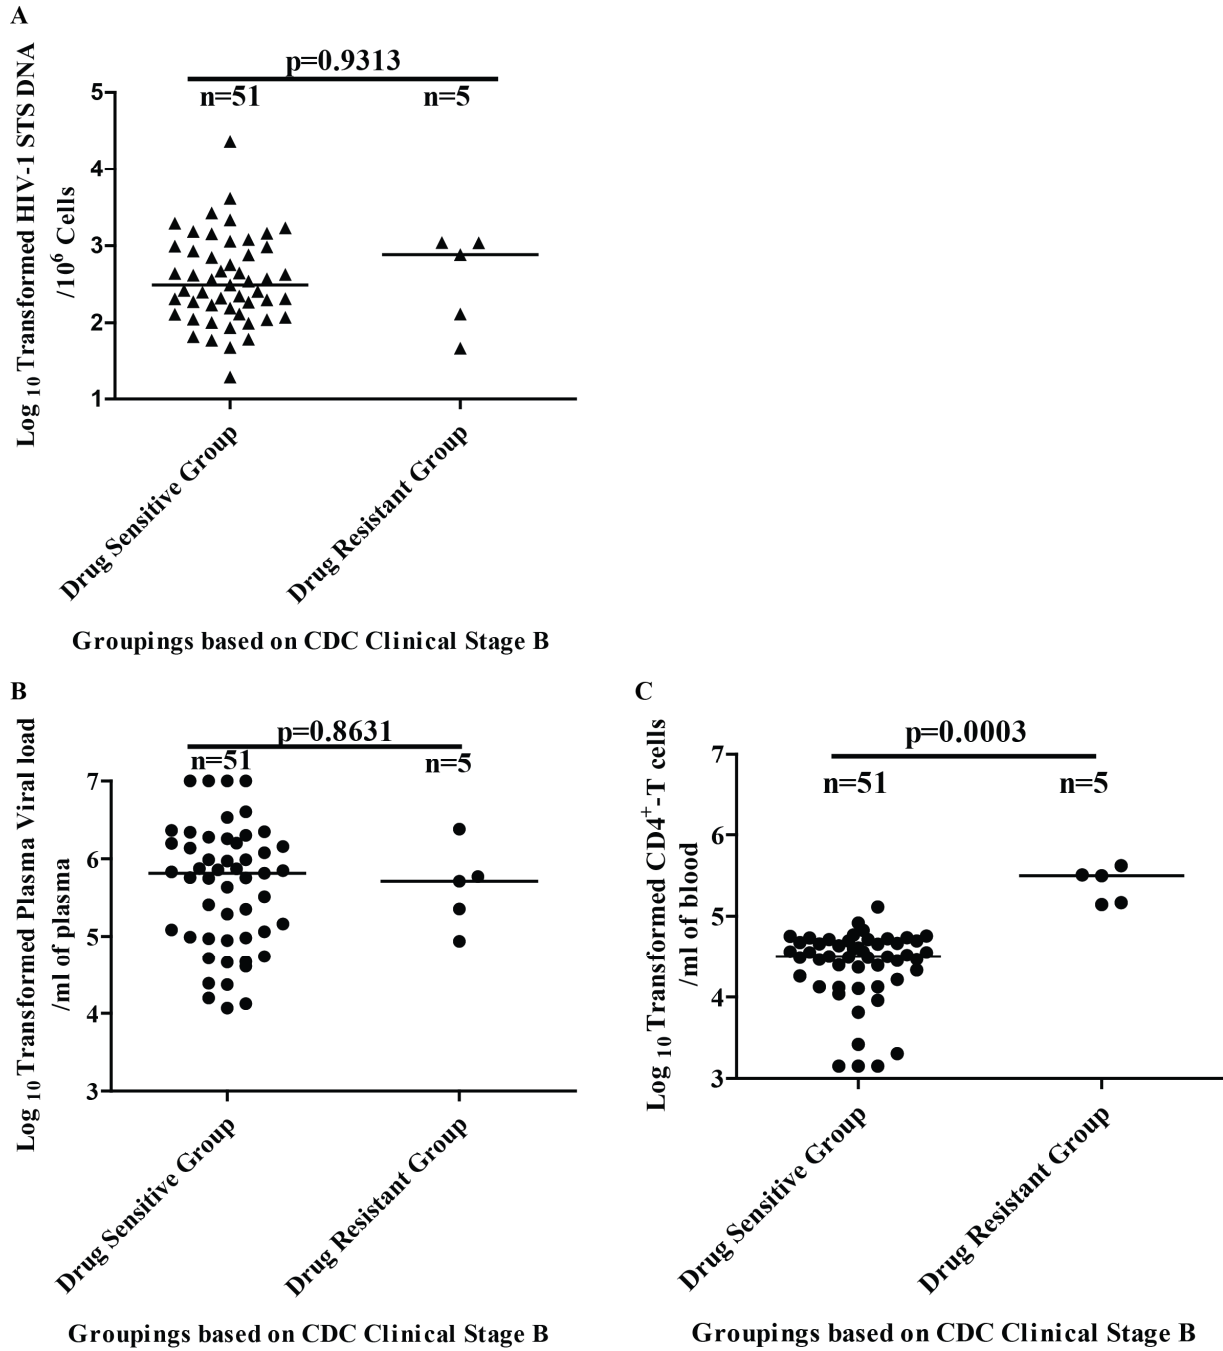 A
p=0.9313
n=51 n=5
Log 10 Transformed HIV-1 STS DNA
/10⁶ Cells
5
4
3
2
1
Drug Sensitive Group
Drug Resistant Group
Groupings based on CDC Clinical Stage B
B
p=0.8631
n=51 n=5
Log 10 Transformed Plasma Viral load
/ml of plasma
7
6
5
4
3
Drug Sensitive Group
Drug Resistant Group
Groupings based on CDC Clinical Stage B
C
p=0.0003
n=51 n=5
Log 10 Transformed CD4⁺-T cells
/ml of blood
7
6
5
4
3
Drug Sensitive Group
Drug Resistant Group
Groupings based on CDC Clinical Stage B